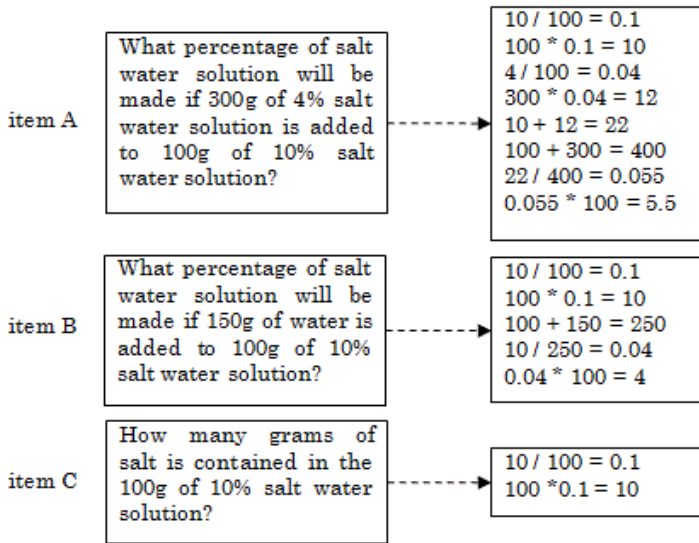 item A
What percentage of salt
water solution will be
made if 300g of 4% salt
water solution is added
to 100g of 10% salt
water solution?
10 / 100 = 0.1
100 * 0.1 = 10
4 / 100 = 0.04
300 * 0.04 = 12
10 + 12 = 22
100 + 300 = 400
22 / 400 = 0.055
0.055 * 100 = 5.5
item B
What percentage of salt
water solution will be
made if 150g of water is
added to 100g of 10%
salt water solution?
10 / 100 = 0.1
100 * 0.1 = 10
100 + 150 = 250
10 / 250 = 0.04
0.04 * 100 = 4
item C
How many grams of
salt is contained in the
100g of 10% salt water
solution?
10 / 100 = 0.1
100 *0.1 = 10